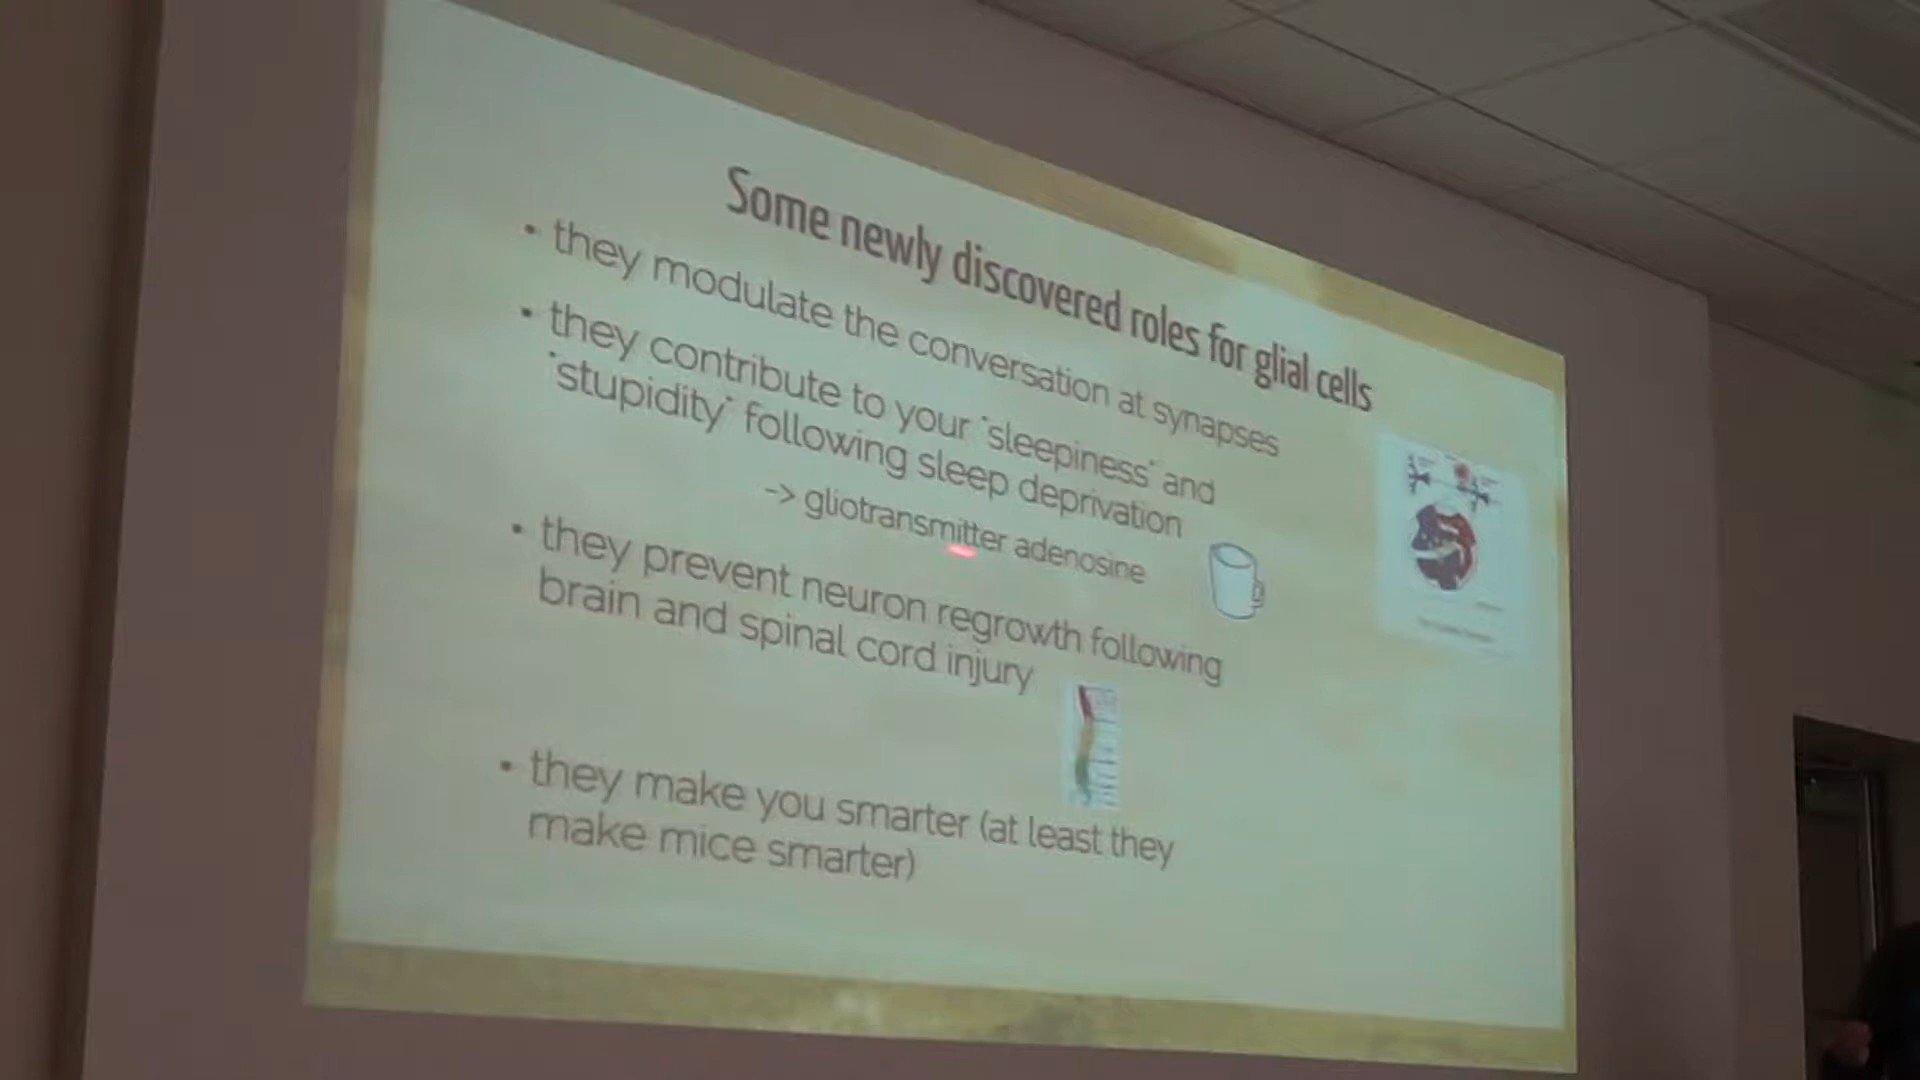 Some newly discovered roles for glial cells
• they modulate the conversation at synapses
• they contribute to your "sleepiness" and
"stupidity" following sleep deprivation
-> gliotransmitter adenosine
• they prevent neuron regrowth following
brain and spinal cord injury
• they make you smarter (at least they
make mice smarter)